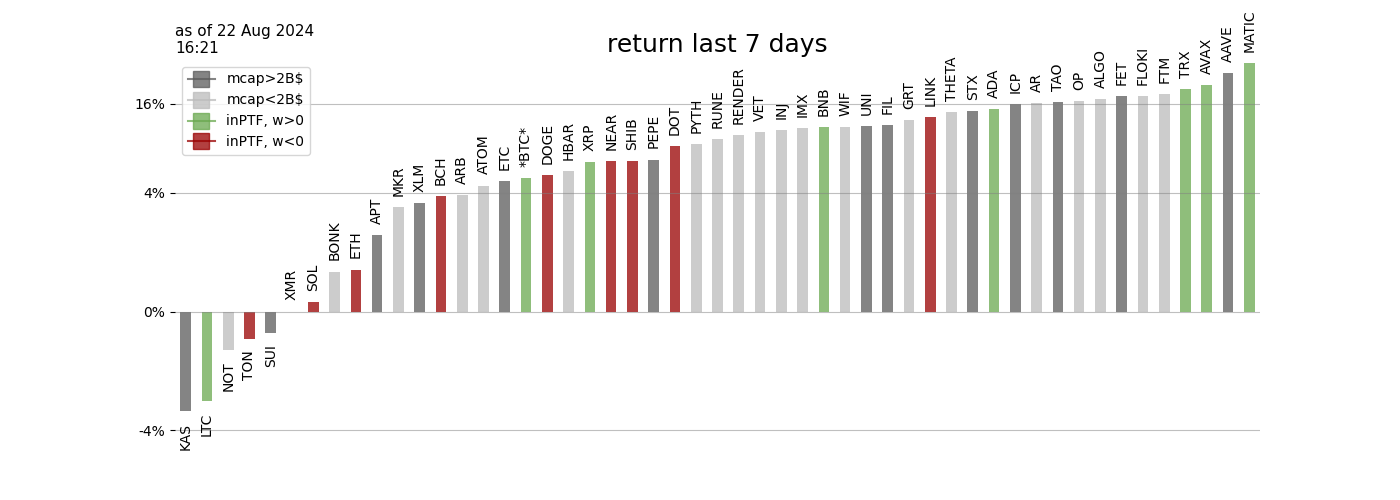 as of 22 Aug 2024
16:21
return last 7 days
mcap>2B$
mcap<2B$
inPTF, w>0
inPTF, w<0
16%
4%
0%
-4%
KAS
LTC
NOT
TON
SUI
XMR
SOL
BONK
ETH
APT
MKR
XLM
BCH
ARB
ATOM
ETC
*BTC*
DOGE
HBAR
XRP
NEAR
SHIB
PEPE
DOT
PYTH
RUNE
RENDER
VET
INJ
IMX
BNB
WIF
UNI
FIL
GRT
LINK
THETA
STX
ADA
ICP
AR
TAO
OP
ALGO
FET
FLOKI
FTM
TRX
AVAX
AAVE
MATIC